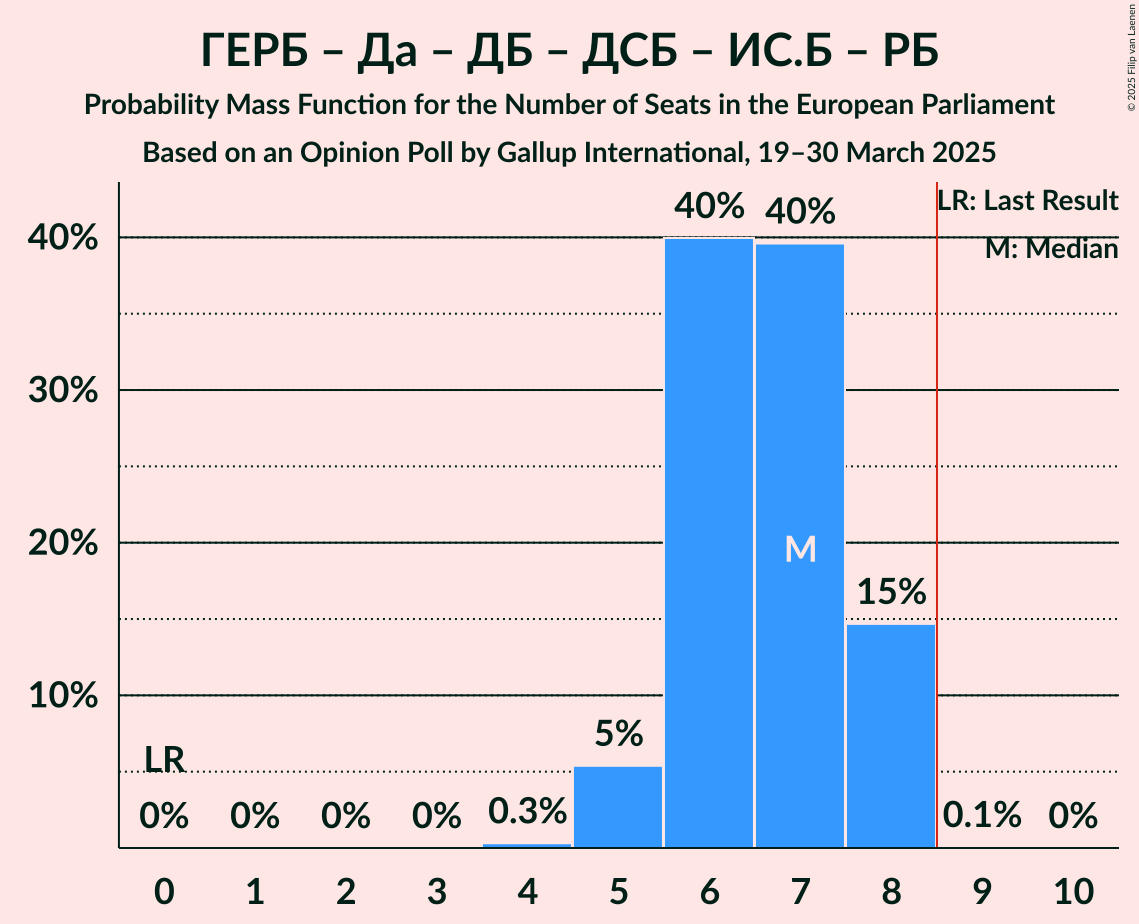 ГЕРБ – Да – ДБ – ДСБ – ИС.Б – РБ
Probability Mass Function for the Number of Seats in the European Parliament
Based on an Opinion Poll by Gallup International, 19–30 March 2025
© 2025 Filip van Laenen
LR: Last Result
M: Median
40%
30%
20%
10%
LR
0%
0%
0%
0%
0.3%
5%
40%
40%
M
15%
0.1%
0%
0 1 2 3 4 5 6 7 8 9 10